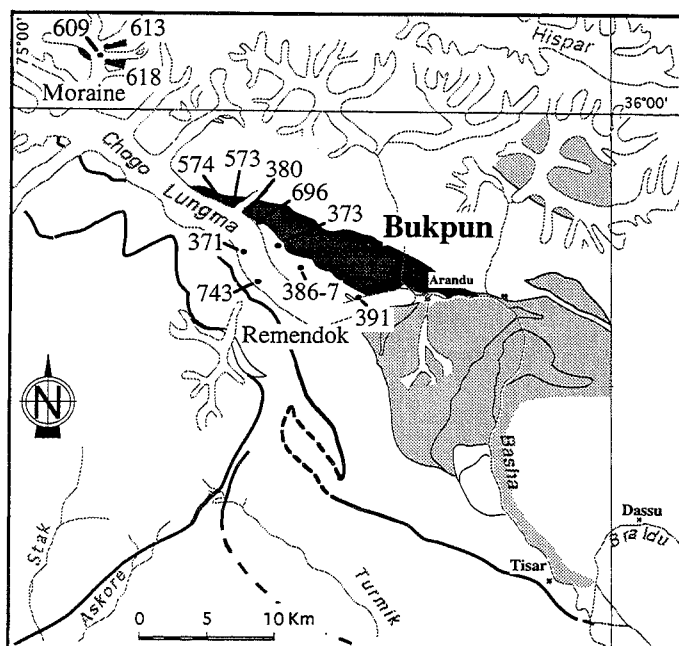 75°00'
609
613
618
Moraine
Hispar
36°00'
Chogo
Lungma
574
573
380
696
373
Bukpun
371
Arandu
743
386-7
391
Remendok
N
Basha
Stak
Askore
Turmik
Dassu
Braldu
Tisar
0 5 10 Km